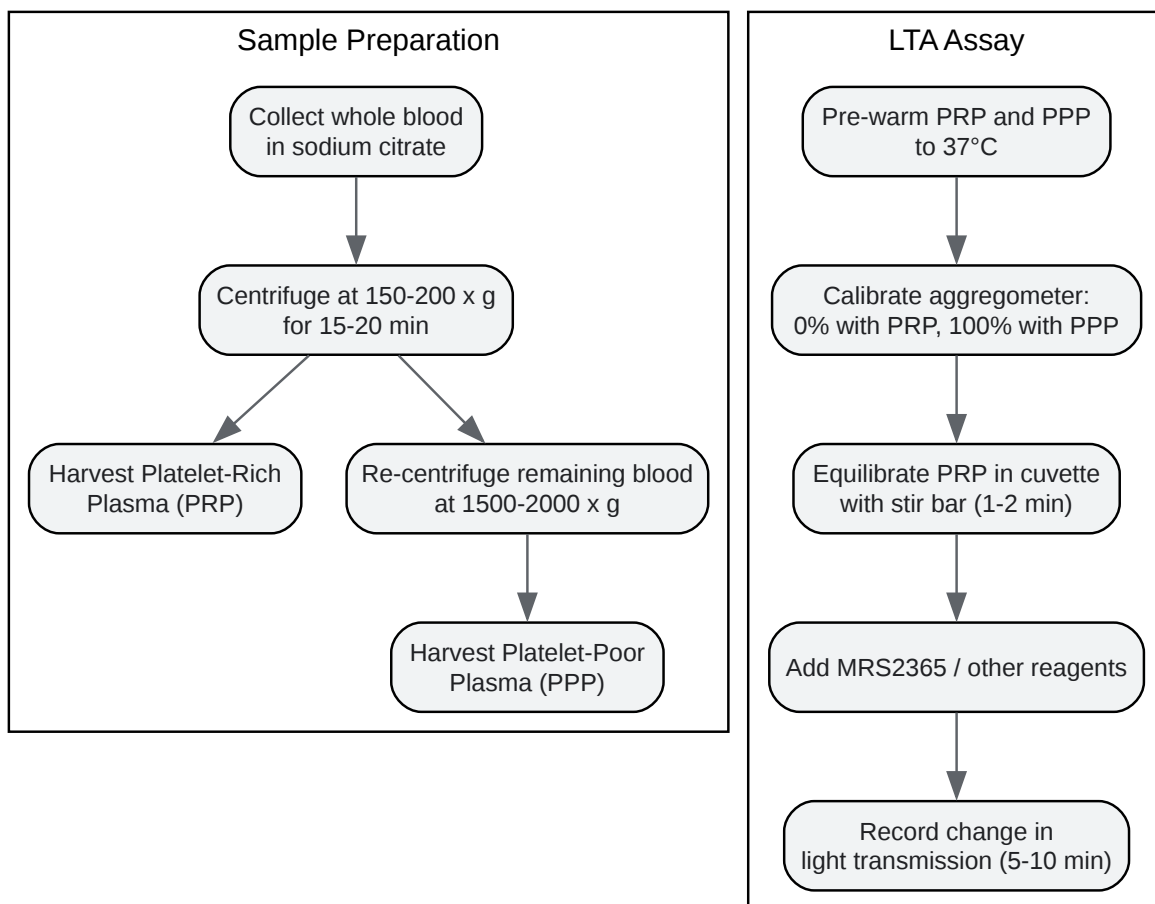 Sample Preparation
Collect whole blood
in sodium citrate
Centrifuge at 150-200 x g
for 15-20 min
Harvest Platelet-Rich
Plasma (PRP)
Re-centrifuge remaining blood
at 1500-2000 x g
Harvest Platelet-Poor
Plasma (PPP)
LTA Assay
Pre-warm PRP and PPP
to 37°C
Calibrate aggregometer:
0% with PRP, 100% with PPP
Equilibrate PRP in cuvette
with stir bar (1-2 min)
Add MRS2365 / other reagents
Record change in
light transmission (5-10 min)